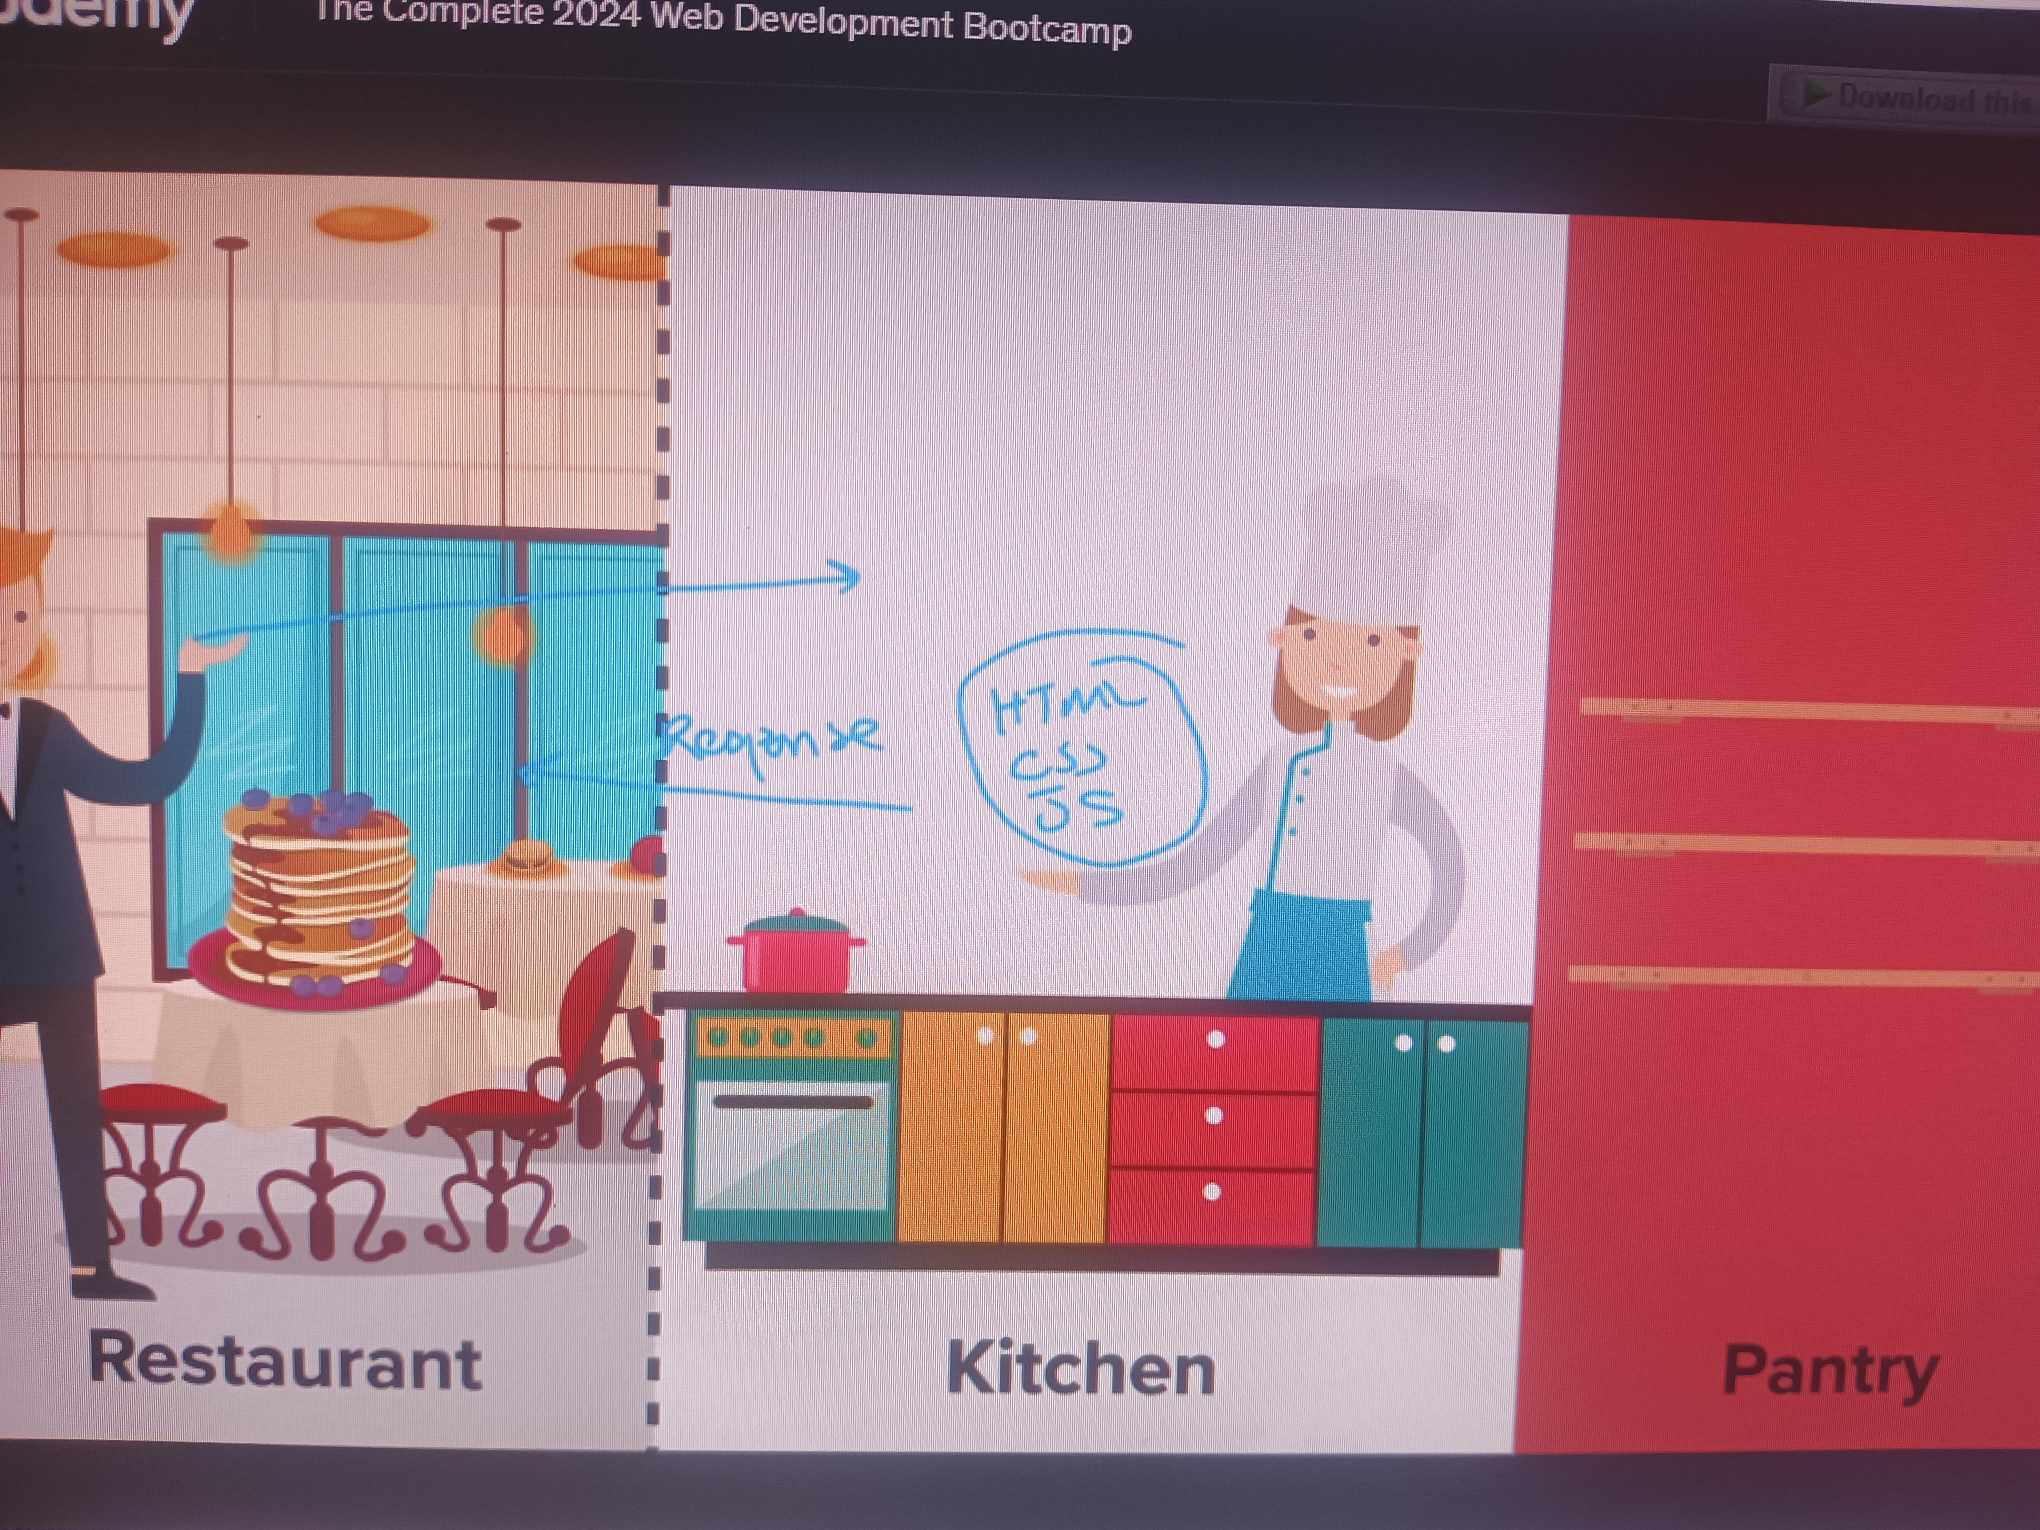 udemy
The Complete 2024 Web Development Bootcamp
Download this
Response
HTML
CSS
JS
Restaurant
Kitchen
Pantry